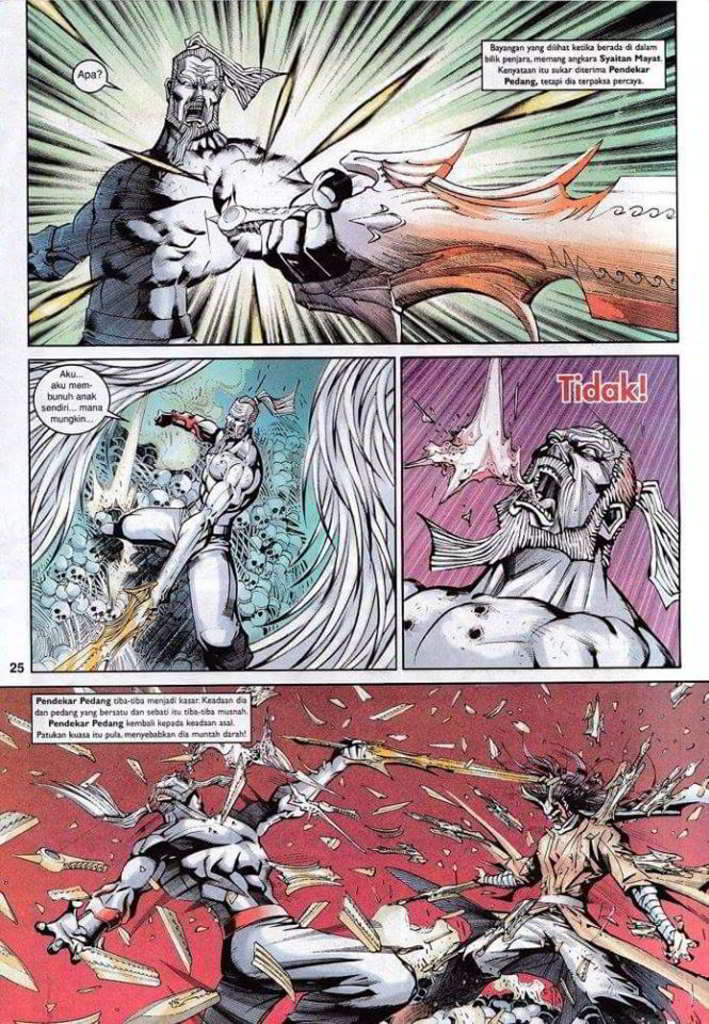 Apa?
Bayangan yang dilihat ketika berada di dalam
bilik penjara, memang angkara Syaitan Mayat.
Kenyataan itu sukar diterima Pendekar
Pedang, tetapi dia terpaksa percaya.
Aku...
aku mem-
bunuh anak
sendiri... mana
mungkin...
Tidak!
25
Pendekar Pedang tiba-tiba menjadi kasar. Keadaan dia
dan pedang yang bersatu dan sebati itu tiba-tiba musnah.
Pendekar Pedang kembali kepada keadaan asal.
Patukan kuasa itu pula, menyebabkan dia muntah darah!